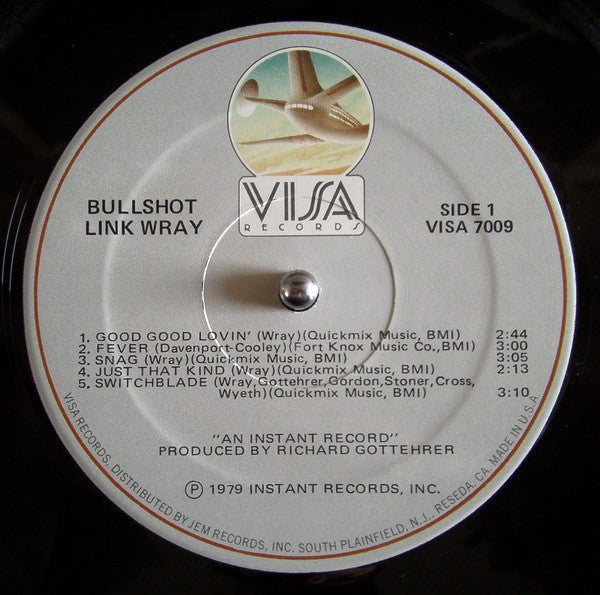 VISA
RECORDS
BULLSHOT
LINK WRAY
SIDE 1
VISA 7009
1. GOOD GOOD LOVIN' (Wray)(Quickmix Music, BMI) 2:44
2. FEVER (Davenport-Cooley)(Fort Knox Music Co.,BMI) 3:00
3. SNAG (Wray)(Quickmix Music, BMI) 3:05
4. JUST THAT KIND (Wray)(Quickmix Music, BMI) 2:13
5. SWITCHBLADE (Wray,Gottehrer,Gordon,Stoner,Cross,
Wyeth)(Quickmix Music, BMI) 3:10
"AN INSTANT RECORD"
PRODUCED BY RICHARD GOTTEHRER
Ⓟ 1979 INSTANT RECORDS, INC.
VISA RECORDS, DISTRIBUTED BY JEM RECORDS, INC. SOUTH PLAINFIELD, N.J., RESEDA, CA. MADE IN U.S.A.